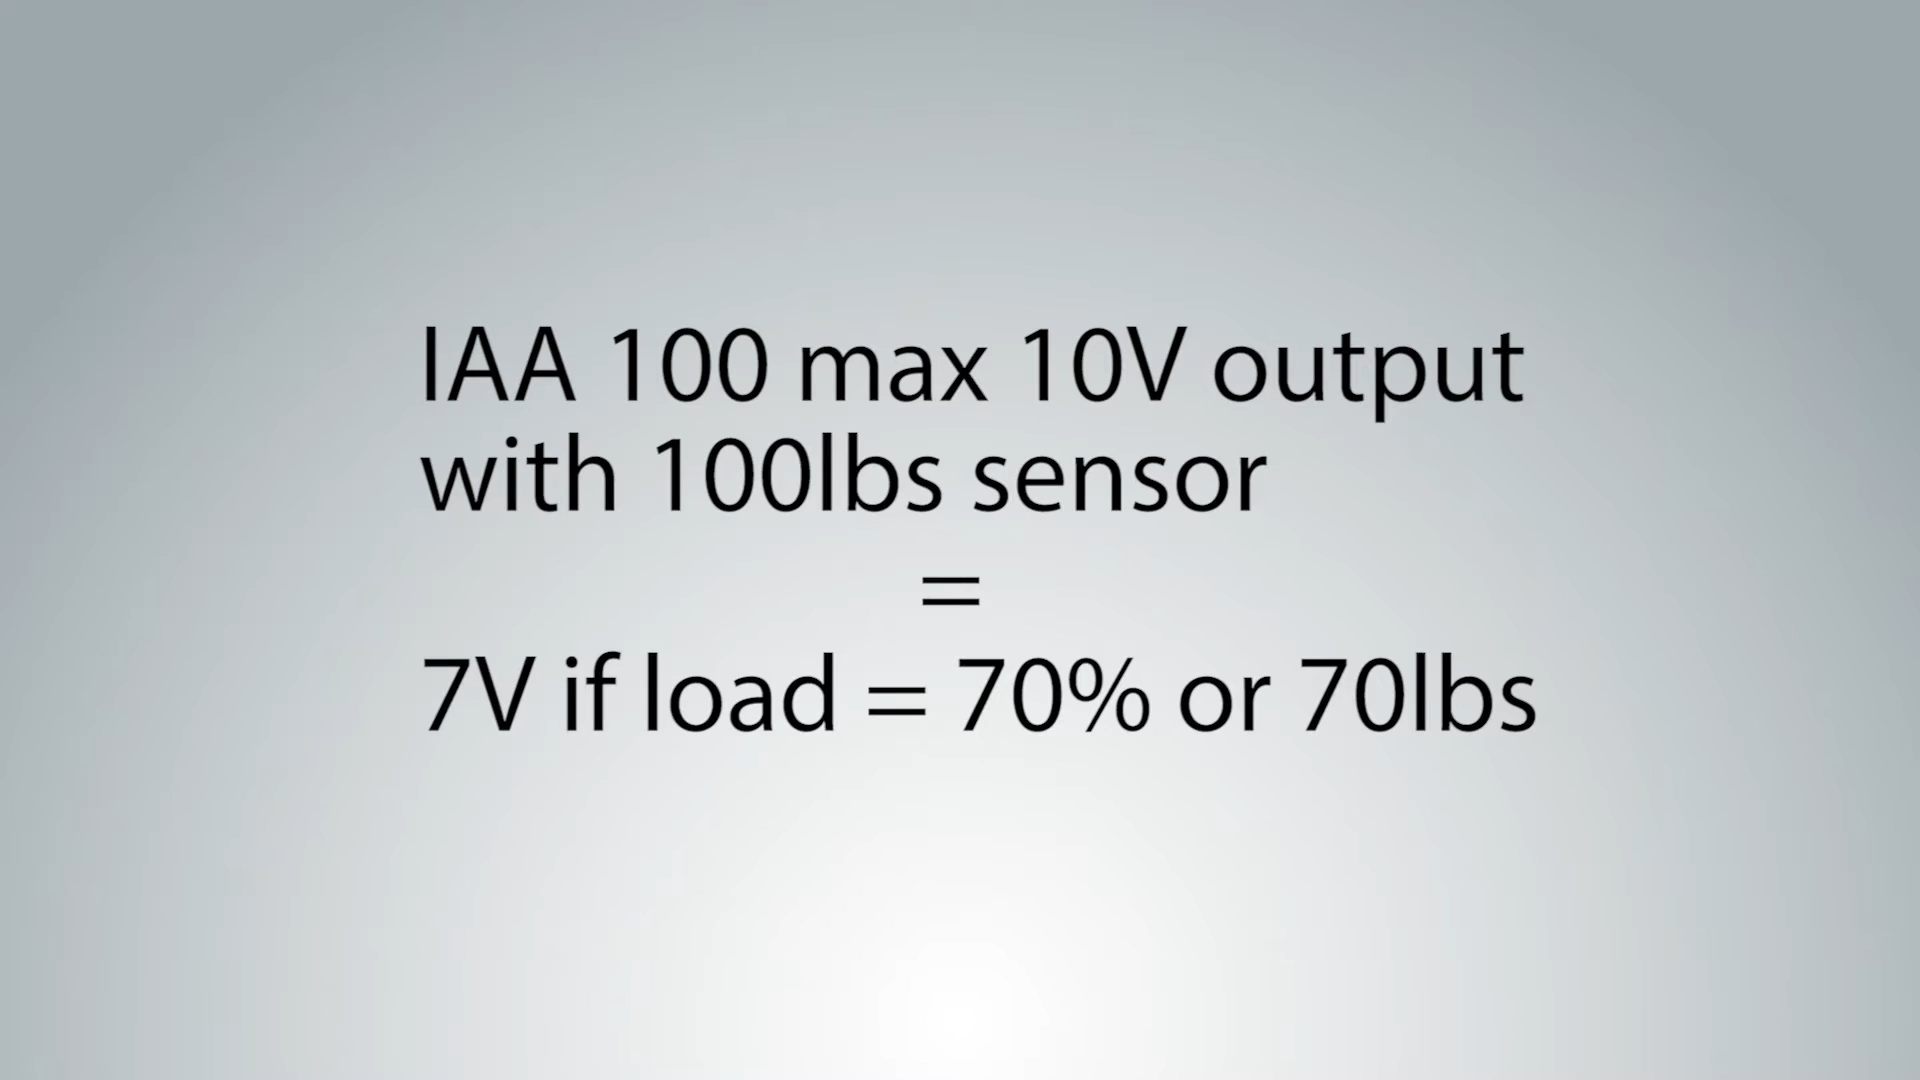 IAA 100 max 10V output
with 100lbs sensor
=
7V if load = 70% or 70lbs